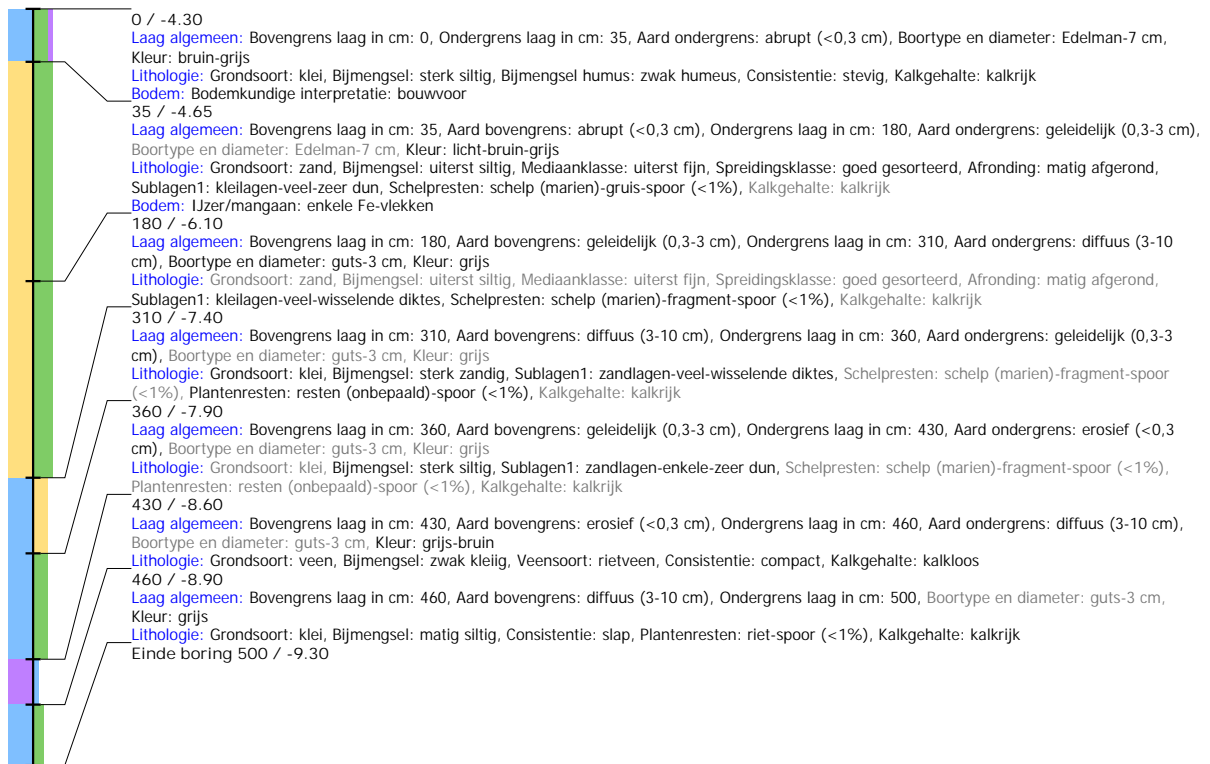 0 / -4.30
Laag algemeen: Bovengrens laag in cm: 0, Ondergrens laag in cm: 35, Aard ondergrens: abrupt (<0,3 cm), Boortype en diameter: Edelman-7 cm,
Kleur: bruin-grijs
Lithologie: Grondsoort: klei, Bijmengsel: sterk siltig, Bijmengsel humus: zwak humeus, Consistentie: stevig, Kalkgehalte: kalkrijk
Bodem: Bodemkundige interpretatie: bouwvoor
35 / -4.65
Laag algemeen: Bovengrens laag in cm: 35, Aard bovengrens: abrupt (<0,3 cm), Ondergrens laag in cm: 180, Aard ondergrens: geleidelijk (0,3-3 cm),
Boortype en diameter: Edelman-7 cm, Kleur: licht-bruin-grijs
Lithologie: Grondsoort: zand, Bijmengsel: uiterst siltig, Mediaanklasse: uiterst fijn, Spreidingsklasse: goed gesorteerd, Afronding: matig afgerond,
Sublagen1: kleilagen-veel-zeer dun, Schelpresten: schelp (marien)-gruis-spoor (<1%), Kalkgehalte: kalkrijk
Bodem: IJzer/mangaan: enkele Fe-vlekken
180 / -6.10
Laag algemeen: Bovengrens laag in cm: 180, Aard bovengrens: geleidelijk (0,3-3 cm), Ondergrens laag in cm: 310, Aard ondergrens: diffuus (3-10
cm), Boortype en diameter: guts-3 cm, Kleur: grijs
Lithologie: Grondsoort: zand, Bijmengsel: uiterst siltig, Mediaanklasse: uiterst fijn, Spreidingsklasse: goed gesorteerd, Afronding: matig afgerond,
Sublagen1: kleilagen-veel-wisselende diktes, Schelpresten: schelp (marien)-fragment-spoor (<1%), Kalkgehalte: kalkrijk
310 / -7.40
Laag algemeen: Bovengrens laag in cm: 310, Aard bovengrens: diffuus (3-10 cm), Ondergrens laag in cm: 360, Aard ondergrens: geleidelijk (0,3-3
cm), Boortype en diameter: guts-3 cm, Kleur: grijs
Lithologie: Grondsoort: klei, Bijmengsel: sterk zandig, Sublagen1: zandlagen-veel-wisselende diktes, Schelpresten: schelp (marien)-fragment-spoor
(<1%), Plantenresten: resten (onbepaald)-spoor (<1%), Kalkgehalte: kalkrijk
360 / -7.90
Laag algemeen: Bovengrens laag in cm: 360, Aard bovengrens: geleidelijk (0,3-3 cm), Ondergrens laag in cm: 430, Aard ondergrens: erosief (<0,3
cm), Boortype en diameter: guts-3 cm, Kleur: grijs
Lithologie: Grondsoort: klei, Bijmengsel: sterk siltig, Sublagen1: zandlagen-enkele-zeer dun, Schelpresten: schelp (marien)-fragment-spoor (<1%),
Plantenresten: resten (onbepaald)-spoor (<1%), Kalkgehalte: kalkrijk
430 / -8.60
Laag algemeen: Bovengrens laag in cm: 430, Aard bovengrens: erosief (<0,3 cm), Ondergrens laag in cm: 460, Aard ondergrens: diffuus (3-10 cm),
Boortype en diameter: guts-3 cm, Kleur: grijs-bruin
Lithologie: Grondsoort: veen, Bijmengsel: zwak kleiig, Veensoort: rietveen, Consistentie: compact, Kalkgehalte: kalkloos
460 / -8.90
Laag algemeen: Bovengrens laag in cm: 460, Aard bovengrens: diffuus (3-10 cm), Ondergrens laag in cm: 500, Boortype en diameter: guts-3 cm,
Kleur: grijs
Lithologie: Grondsoort: klei, Bijmengsel: matig siltig, Consistentie: slap, Plantenresten: riet-spoor (<1%), Kalkgehalte: kalkrijk
Einde boring 500 / -9.30